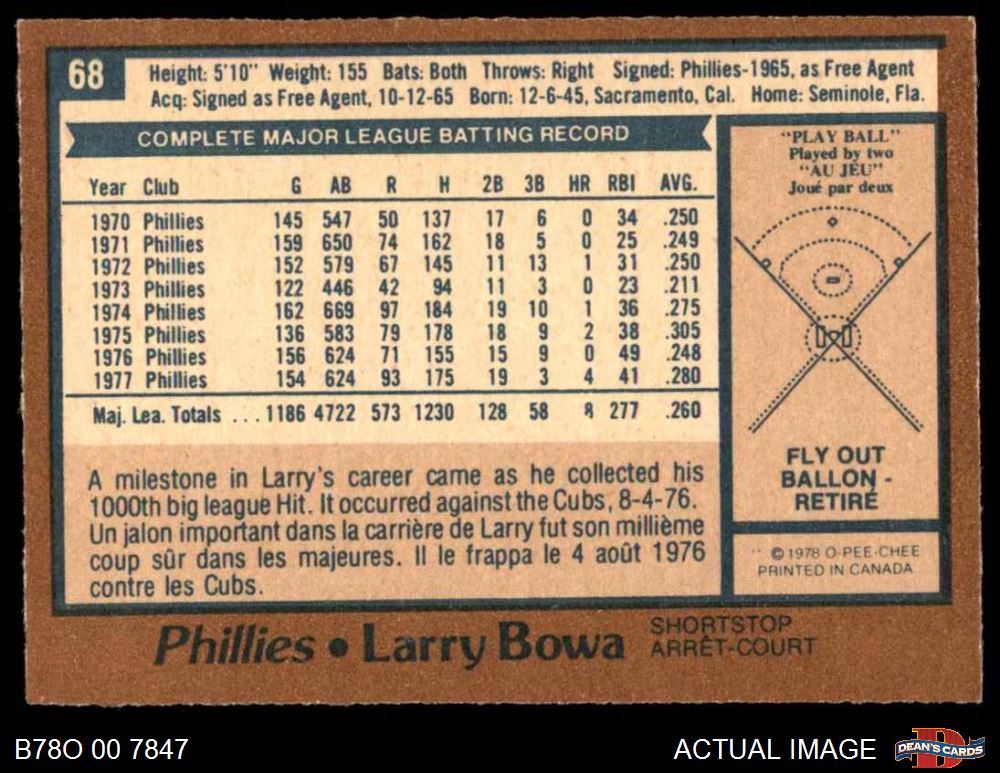 68
Height: 5'10" Weight: 155 Bats: Both Throws: Right Signed: Phillies-1965, as Free Agent
Acq: Signed as Free Agent, 10-12-65 Born: 12-6-45, Sacramento, Cal. Home: Seminole, Fla.
COMPLETE MAJOR LEAGUE BATTING RECORD
Year Club G AB R H 2B 3B HR RBI AVG.
1970 Phillies 145 547 50 137 17 6 0 34 .250
1971 Phillies 159 650 74 162 18 5 0 25 .249
1972 Phillies 152 579 67 145 11 13 1 31 .250
1973 Phillies 122 446 42 94 11 3 0 23 .211
1974 Phillies 162 669 97 184 19 10 1 36 .275
1975 Phillies 136 583 79 178 18 9 2 38 .305
1976 Phillies 156 624 71 155 15 9 0 49 .248
1977 Phillies 154 624 93 175 19 3 4 41 .280
Maj. Lea. Totals ...1186 4722 573 1230 128 58 8 277 .260
A milestone in Larry's career came as he collected his
1000th big league Hit. It occurred against the Cubs, 8-4-76.
Un jalon important dans la carrière de Larry fut son millième
coup sûr dans les majeures. Il le frappa le 4 août 1976
contre les Cubs.
"PLAY BALL"
Played by two
"AU JEU"
Joué par deux
FLY OUT
BALLON -
RETIRÉ
© 1978 O-PEE-CHEE
PRINTED IN CANADA
Phillies • Larry Bowa
SHORTSTOP
ARRÊT-COURT
B78O 00 7847
ACTUAL IMAGE
DEAN'S CARDS